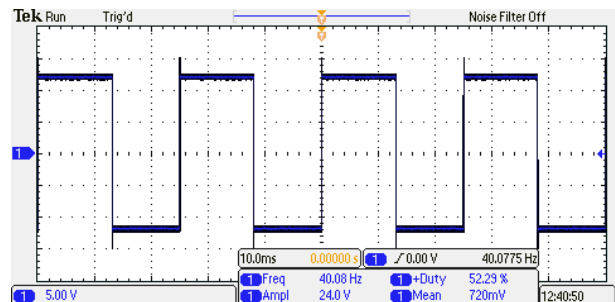 Tek Run Trig'd Noise Filter Off
1
10.0ms 0.00000 s 1 0.00 V 40.0775 Hz
1 Freq 40.08 Hz 1 +Duty 52.29 %
1 5.00 V 1 Ampl 24.0 V 1 Mean 720mV 12:40:50